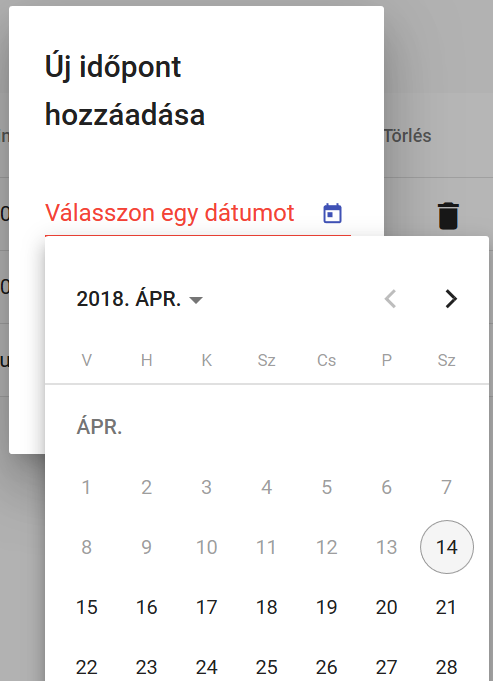 Új időpont
hozzáadása
Törlés
Válasszon egy dátumot
2018. ÁPR.
V H K Sz Cs P Sz
ÁPR.
1 2 3 4 5 6 7
8 9 10 11 12 13 14
15 16 17 18 19 20 21
22 23 24 25 26 27 28